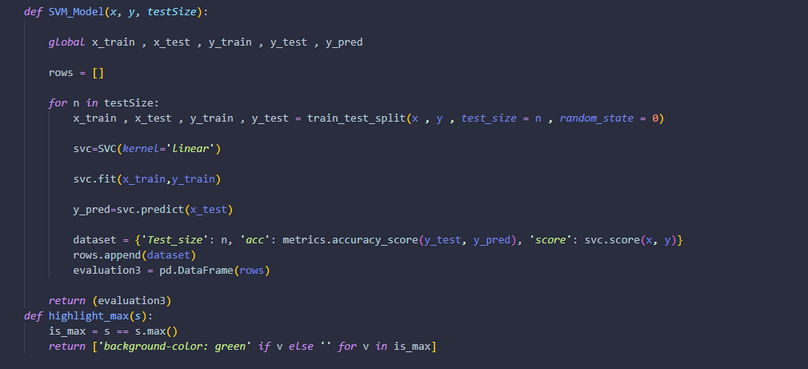 def SVM_Model(x, y, testSize):
global x_train , x_test , y_train , y_test , y_pred
rows = []
for n in testSize:
x_train , x_test , y_train , y_test = train_test_split(x , y , test_size = n , random_state = 0)
svc=SVC(kernel='linear')
svc.fit(x_train,y_train)
y_pred=svc.predict(x_test)
dataset = {'Test_size': n, 'acc': metrics.accuracy_score(y_test, y_pred), 'score': svc.score(x, y)}
rows.append(dataset)
evaluation3 = pd.DataFrame(rows)
return (evaluation3)
def highlight_max(s):
is_max = s == s.max()
return ['background-color: green' if v else '' for v in is_max]